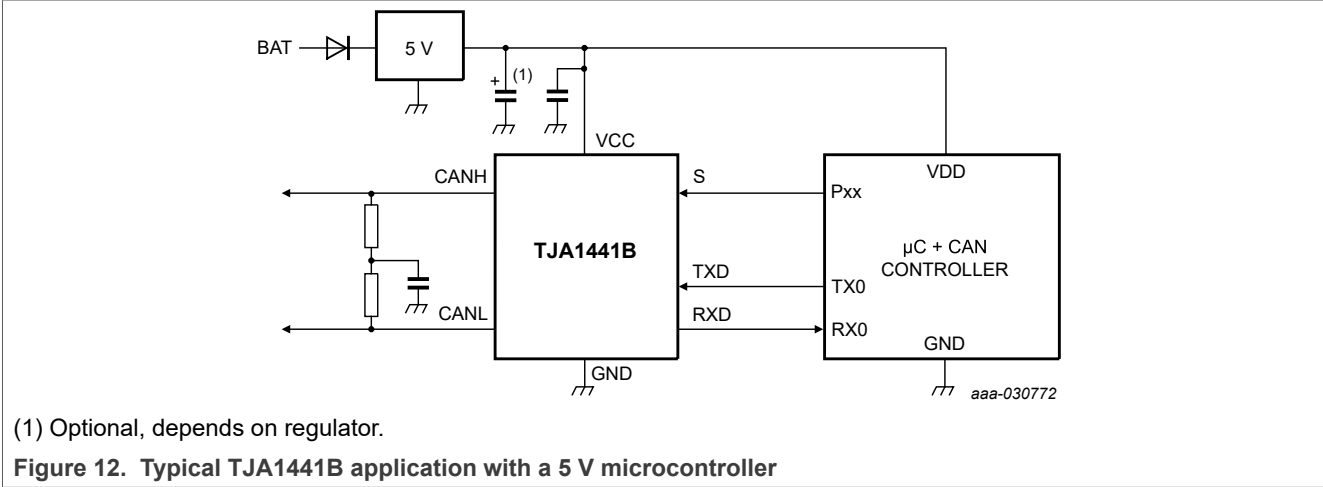 BAT
5 V
+
(1)
VCC
CANH
S
Pxx
VDD
TJA1441B
µC + CAN
CONTROLLER
TXD
TX0
CANL
RXD
RX0
GND
GND
aaa-030772
(1) Optional, depends on regulator.
Figure 12. Typical TJA1441B application with a 5 V microcontroller